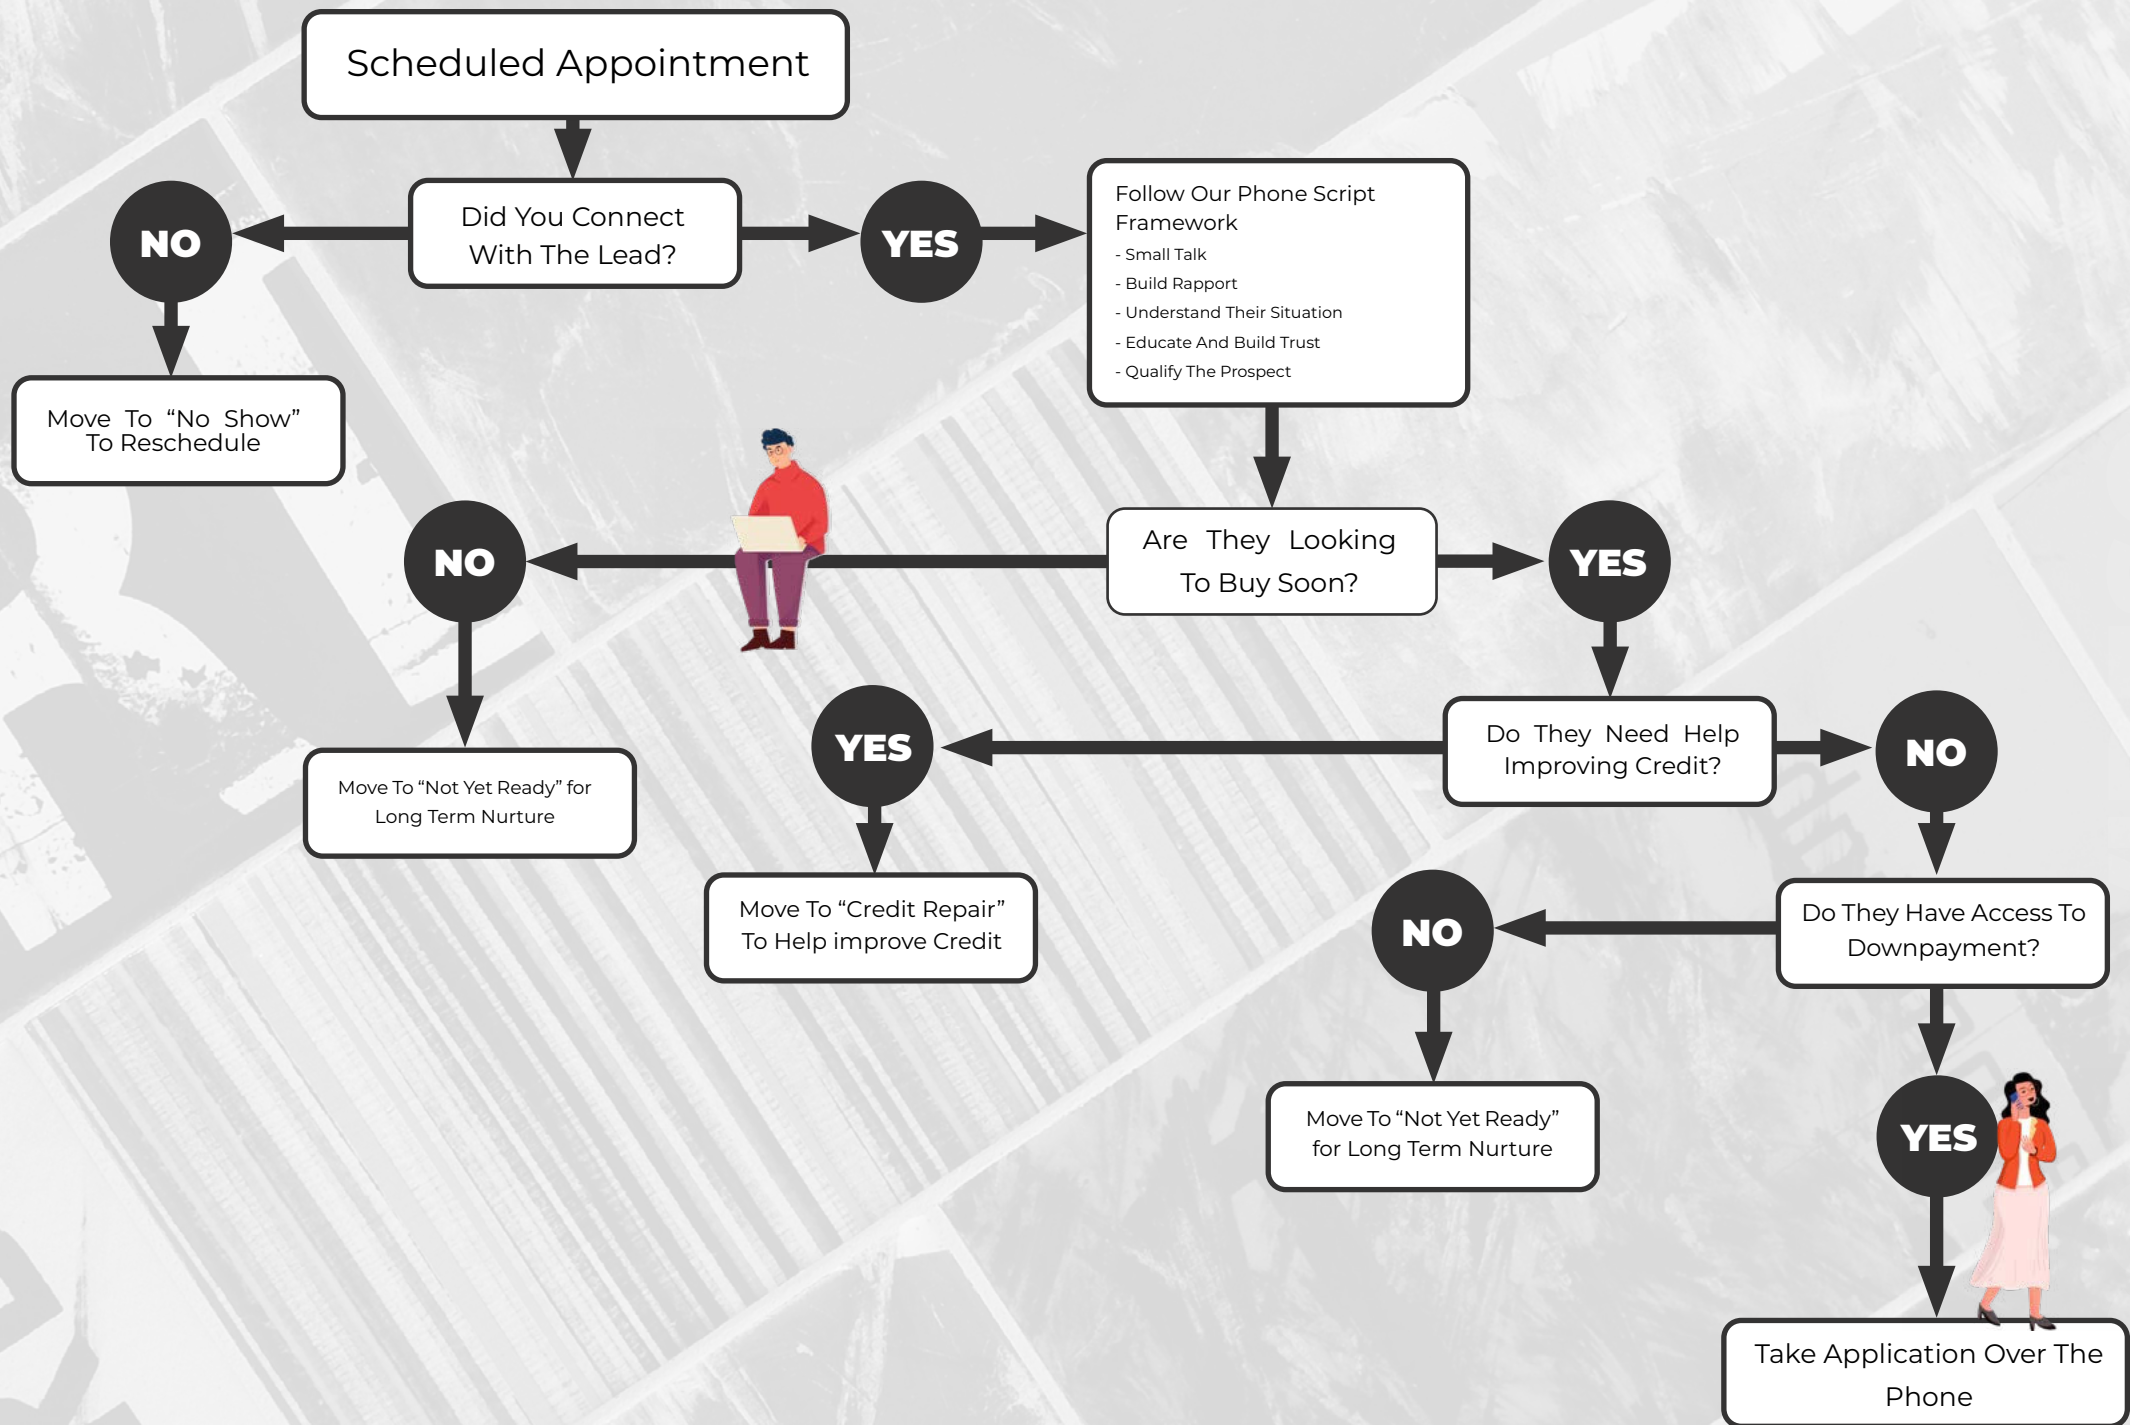 Scheduled Appointment
Did You Connect
With The Lead?
NO
YES
Follow Our Phone Script
Framework
- Small Talk
- Build Rapport
- Understand Their Situation
- Educate And Build Trust
- Qualify The Prospect
Move To “No Show”
To Reschedule
Are They Looking
To Buy Soon?
NO
YES
Move To “Not Yet Ready” for
Long Term Nurture
Do They Need Help
Improving Credit?
YES
NO
Move To “Credit Repair”
To Help improve Credit
Do They Have Access To
Downpayment?
NO
Move To “Not Yet Ready”
for Long Term Nurture
YES
Take Application Over The
Phone